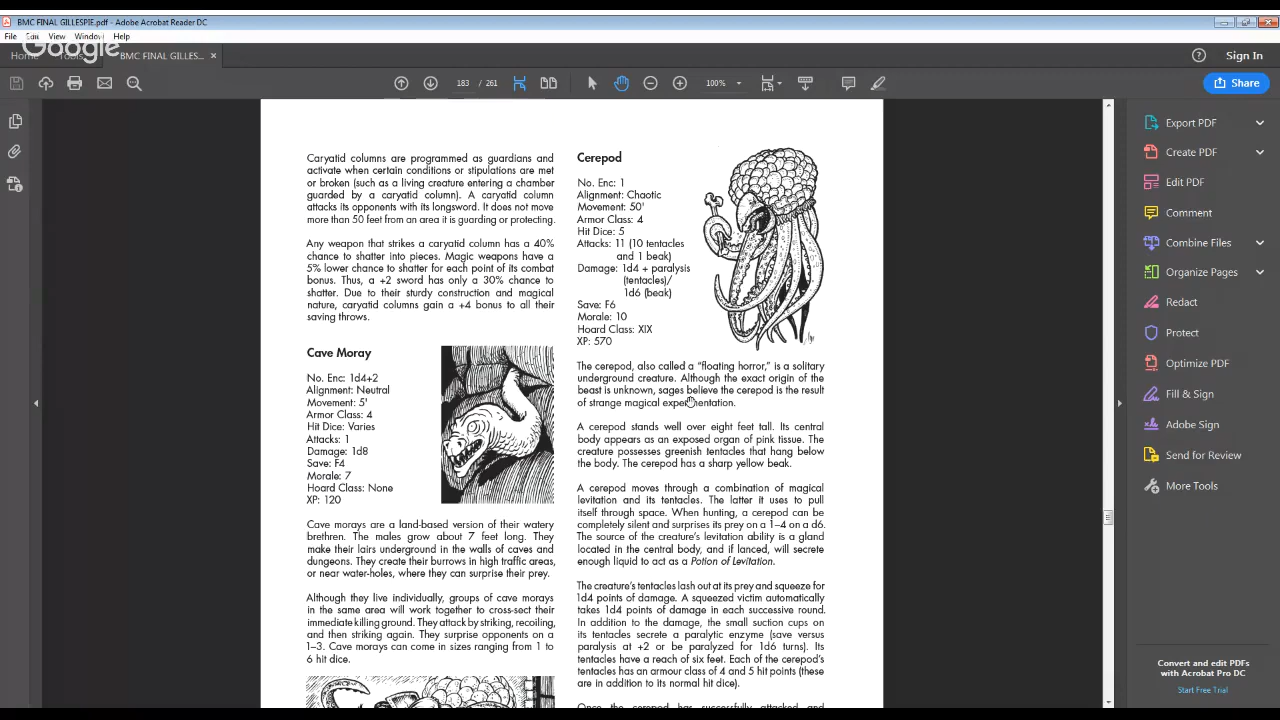 BMC FINAL GILLESPIE.pdf - Adobe Acrobat Reader DC
File Edit View Window Help
Google
Home Tools BMC FINAL GILLES... × Sign In
183 / 261 100% Share
Caryatid columns are programmed as guardians and
activate when certain conditions or stipulations are met
or broken (such as a living creature entering a chamber
guarded by a caryatid column). A caryatid column
attacks its opponents with its longsword. It does not move
more than 50 feet from an area it is guarding or protecting.
Any weapon that strikes a caryatid column has a 40%
chance to shatter into pieces. Magic weapons have a
5% lower chance to shatter for each point of its combat
bonus. Thus, a +2 sword has only a 30% chance to
shatter. Due to their sturdy construction and magical
nature, caryatid columns gain a +4 bonus to all their
saving throws.
Cave Moray
No. Enc: 1d4+2
Alignment: Neutral
Movement: 5'
Armor Class: 4
Hit Dice: Varies
Attacks: 1
Damage: 1d8
Save: F4
Morale: 7
Hoard Class: None
XP: 120
Cave morays are a land-based version of their watery
brethren. The males grow about 7 feet long. They
make their lairs underground in the walls of caves and
dungeons. They create their burrows in high traffic areas,
or near water-holes, where they can surprise their prey.
Although they live individually, groups of cave morays
in the same area will work together to cross-sect their
immediate killing ground. They attack by striking, recoiling,
and then striking again. They surprise opponents on a
1–3. Cave morays can come in sizes ranging from 1 to
6 hit dice.
Cerepod
No. Enc: 1
Alignment: Chaotic
Movement: 50'
Armor Class: 4
Hit Dice: 5
Attacks: 11 (10 tentacles
and 1 beak)
Damage: 1d4 + paralysis
(tentacles)/
1d6 (beak)
Save: F6
Morale: 10
Hoard Class: XIX
XP: 570
The cerepod, also called a "floating horror," is a solitary
underground creature. Although the exact origin of the
beast is unknown, sages believe the cerepod is the result
of strange magical experimentation.
A cerepod stands well over eight feet tall. Its central
body appears as an exposed organ of pink tissue. The
creature possesses greenish tentacles that hang below
the body. The cerepod has a sharp yellow beak.
A cerepod moves through a combination of magical
levitation and its tentacles. The latter it uses to pull
itself through space. When hunting, a cerepod can be
completely silent and surprises its prey on a 1–4 on a d6.
The source of the creature's levitation ability is a gland
located in the central body, and if lanced, will secrete
enough liquid to act as a Potion of Levitation.
The creature's tentacles lash out at its prey and squeeze for
1d4 points of damage. A squeezed victim automatically
takes 1d4 points of damage in each successive round.
In addition to the damage, the small suction cups on
its tentacles secrete a paralytic enzyme (save versus
paralysis at +2 or be paralyzed for 1d6 turns). Its
tentacles have a reach of six feet. Each of the cerepod's
tentacles has an armour class of 4 and 5 hit points (these
are in addition to its normal hit dice).
Once the cerepod has successfully attacked and
Export PDF
Create PDF
Edit PDF
Comment
Combine Files
Organize Pages
Redact
Protect
Optimize PDF
Fill & Sign
Adobe Sign
Send for Review
More Tools
Convert and edit PDFs
with Acrobat Pro DC
Start Free Trial